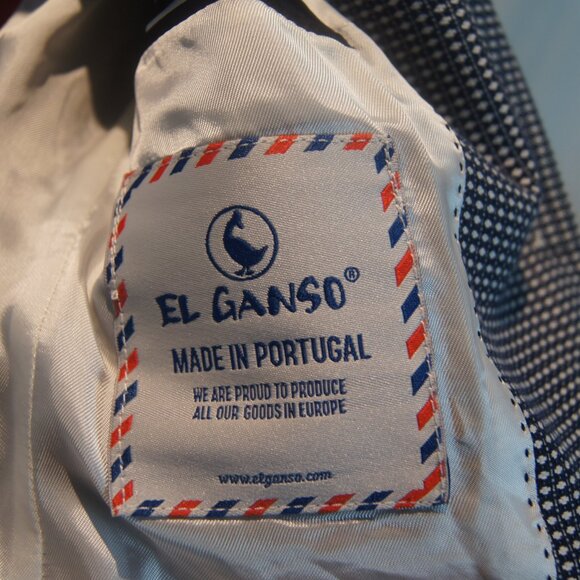 EL GANSO®
MADE IN PORTUGAL
WE ARE PROUD TO PRODUCE
ALL OUR GOODS IN EUROPE
www.elganso.com